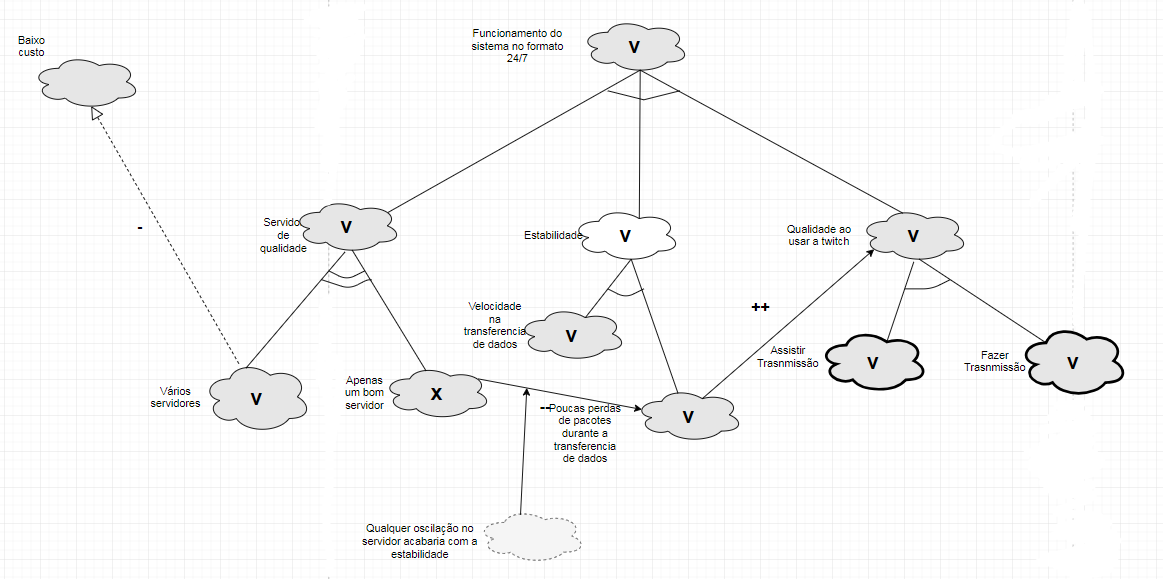 Baixo
custo
Funcionamento do
sistema no formato
24/7
V
-
Servido
de
qualidade
V
Estabilidade
V
Qualidade ao
usar a twitch
V
Velocidade
na
transferencia
de dados
V
++
Assistir
Trasnmissão
V
Fazer
Trasnmissão
V
Vários
servidores
V
Apenas
um bom
servidor
X
--
Poucas perdas
de pacotes
durante a
transferencia
de dados
V
Qualquer oscilação no
servidor acabaria com a
estabilidade